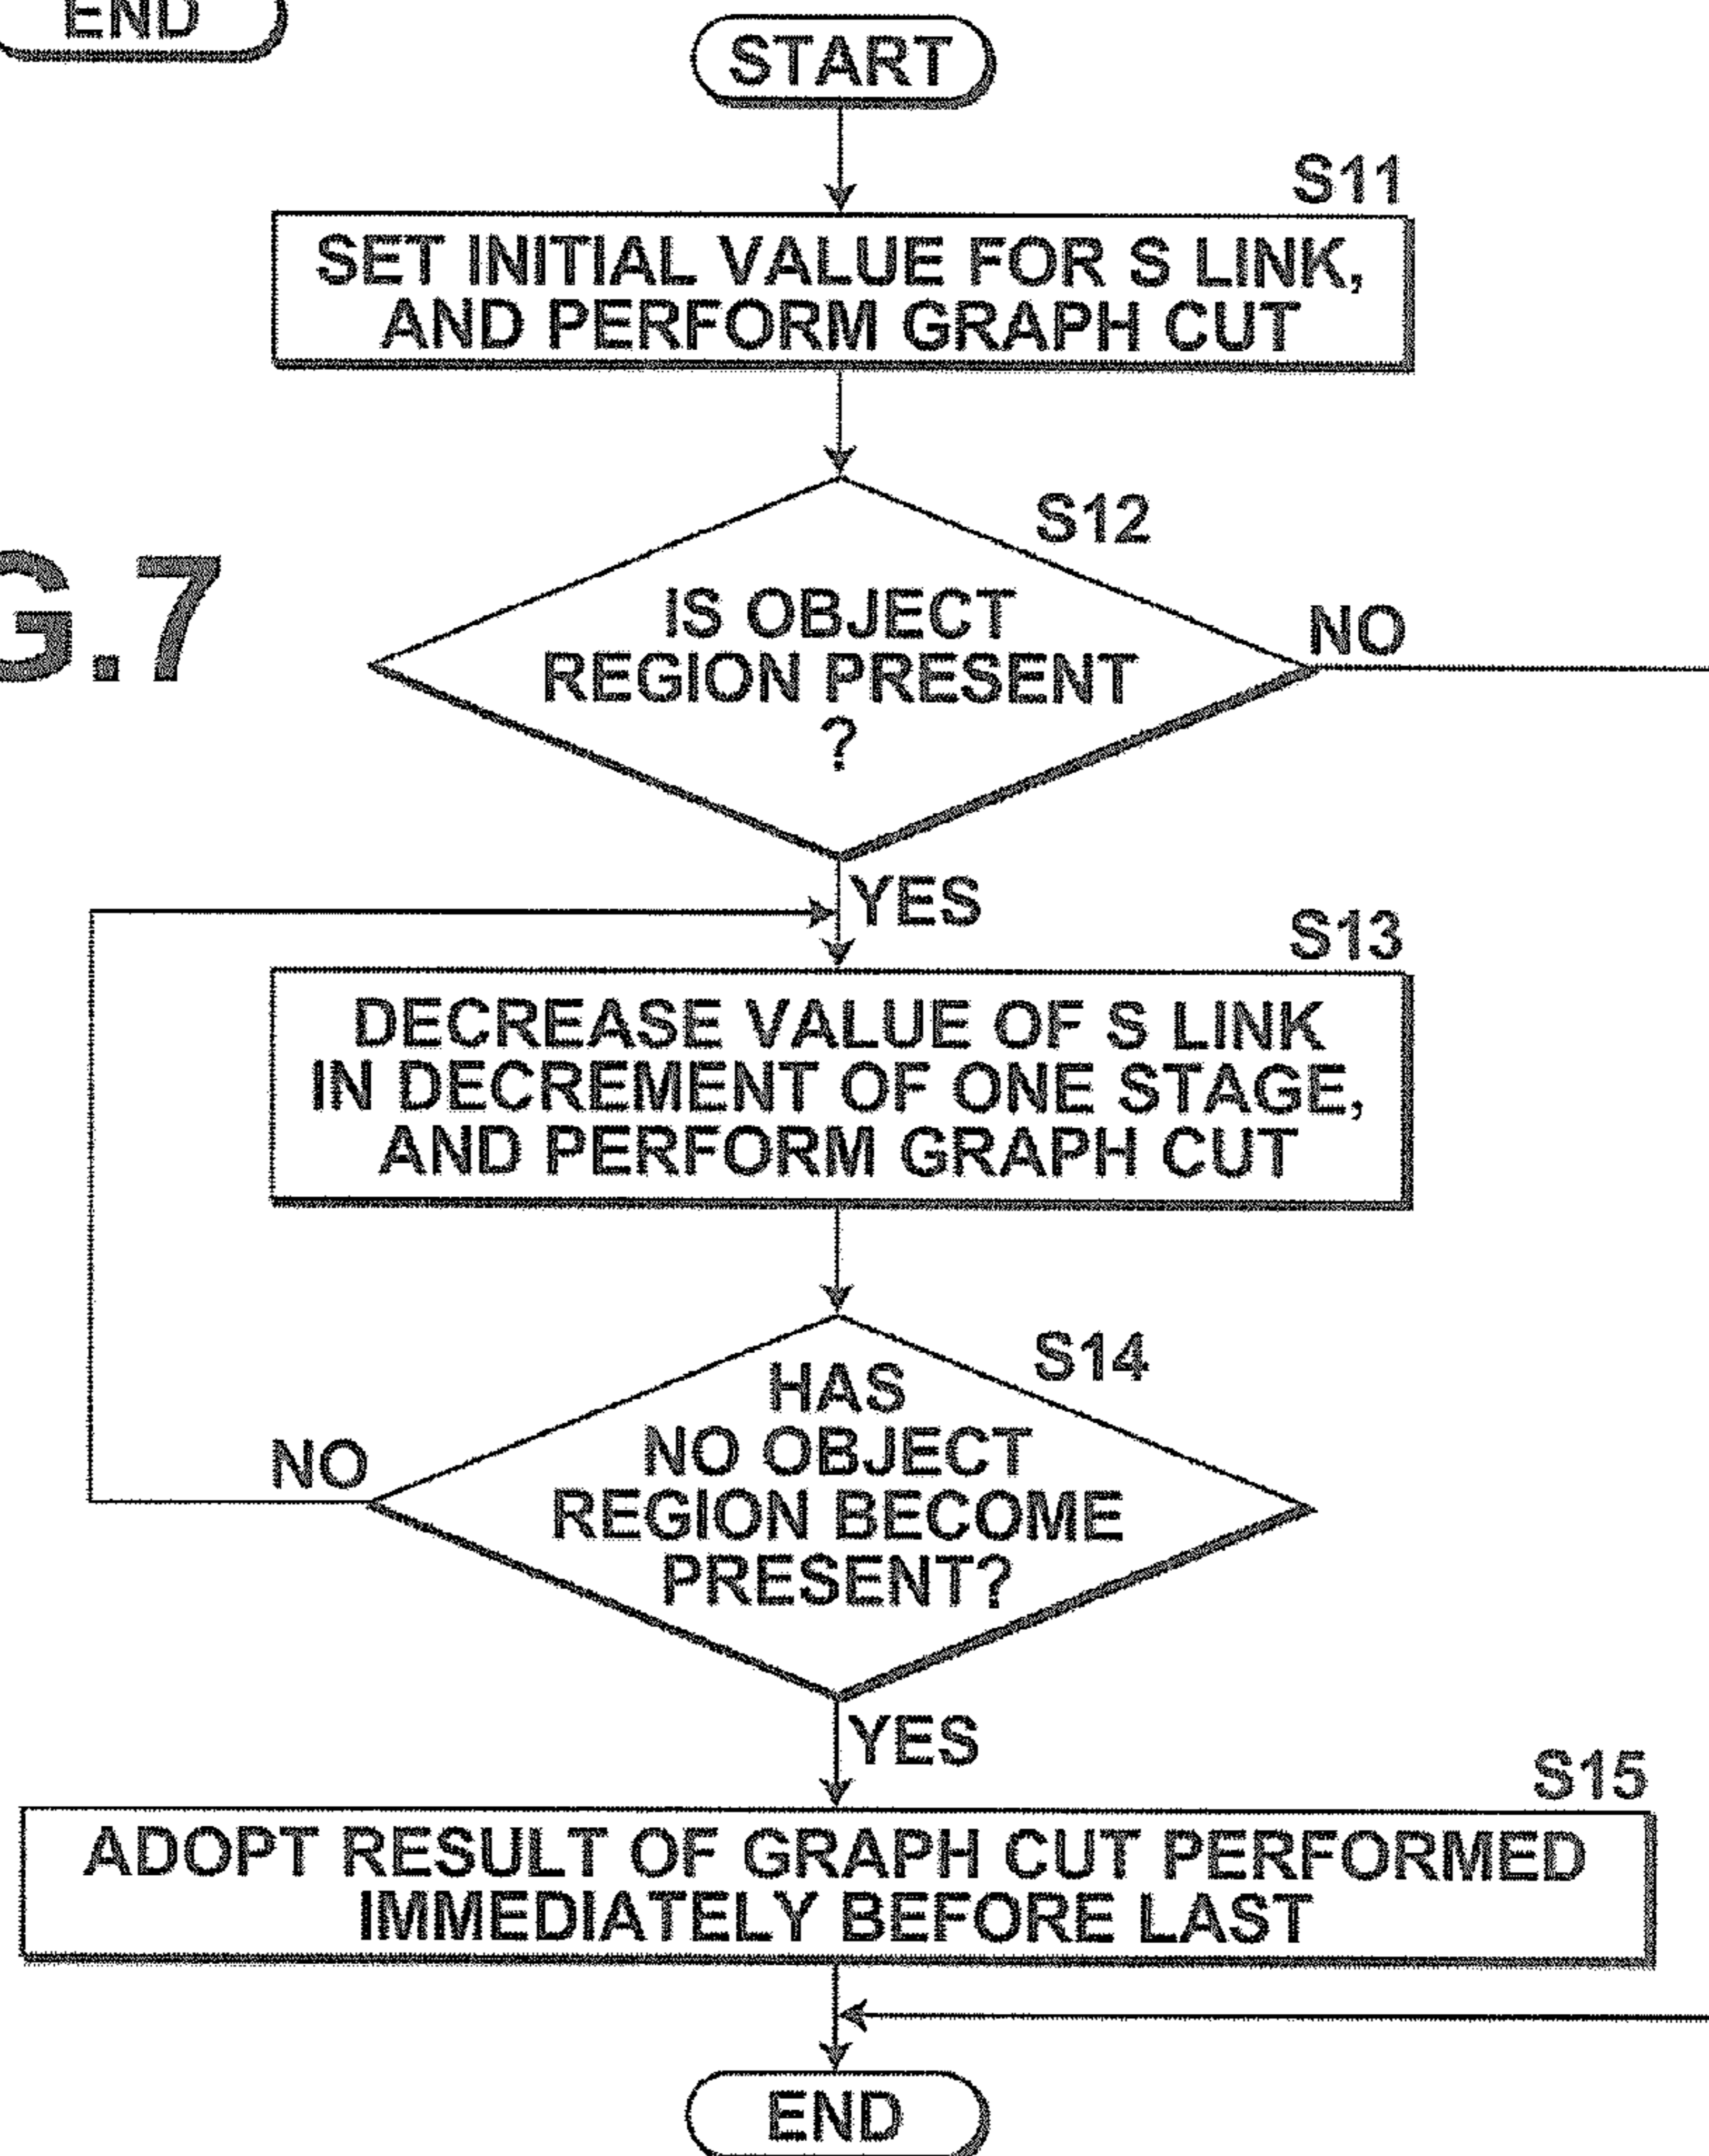 END
START
S11
SET INITIAL VALUE FOR S LINK,
AND PERFORM GRAPH CUT
S12
G.7
IS OBJECT
REGION PRESENT
?
NO
YES
S13
DECREASE VALUE OF S LINK
IN DECREMENT OF ONE STAGE,
AND PERFORM GRAPH CUT
S14
HAS
NO OBJECT
REGION BECOME
PRESENT?
NO
YES
S15
ADOPT RESULT OF GRAPH CUT PERFORMED
IMMEDIATELY BEFORE LAST
END